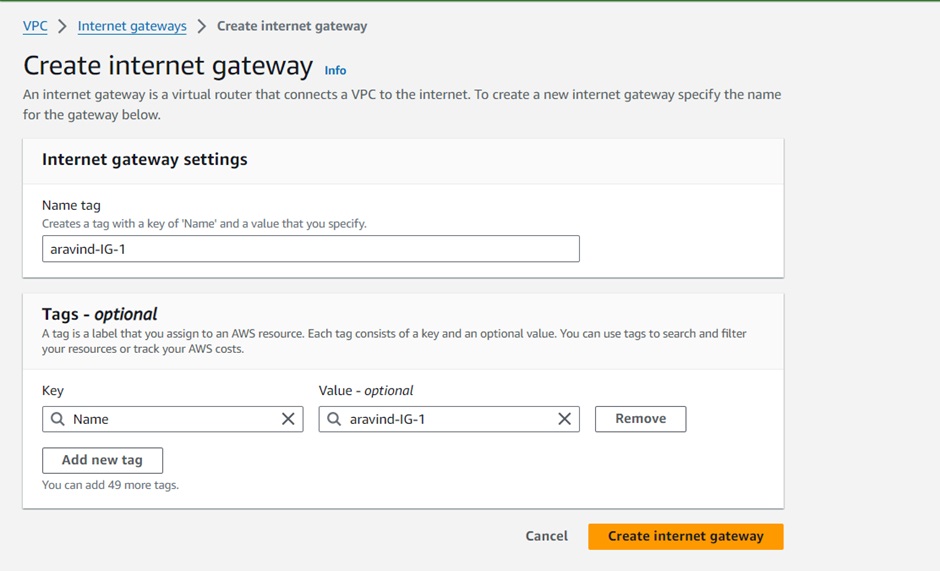 VPC > Internet gateways > Create internet gateway
Create internet gateway Info
An internet gateway is a virtual router that connects a VPC to the internet. To create a new internet gateway specify the name
for the gateway below.
Internet gateway settings
Name tag
Creates a tag with a key of 'Name' and a value that you specify.
aravind-IG-1
Tags - optional
A tag is a label that you assign to an AWS resource. Each tag consists of a key and an optional value. You can use tags to search and filter
your resources or track your AWS costs.
Key Value - optional
Name aravind-IG-1 Remove
Add new tag
You can add 49 more tags.
Cancel Create internet gateway